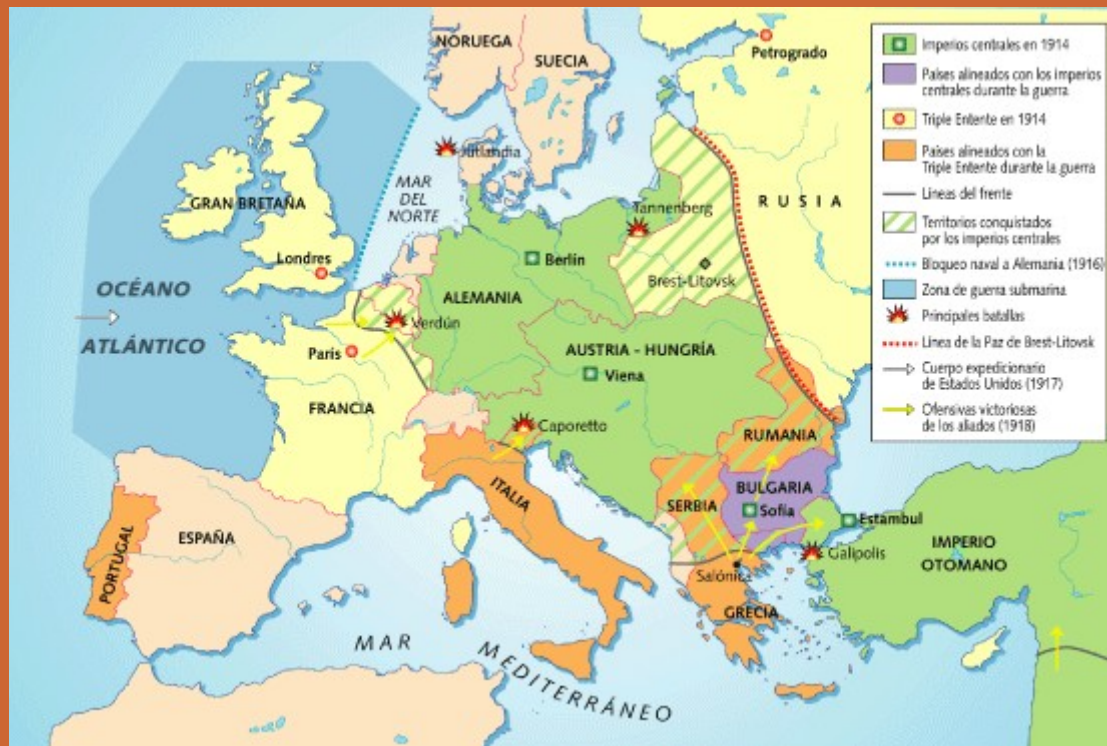 NORUEGA
SUECIA
Petrogrado
Jutlandia
MAR
DEL
NORTE
GRAN BRETAÑA
Londres
Tannenberg
RUSIA
Berlín
Brest-Litovsk
OCÉANO
ATLÁNTICO
ALEMANIA
Verdún
París
AUSTRIA - HUNGRÍA
Viena
FRANCIA
Caporetto
RUMANIA
ITALIA
SERBIA
BULGARIA
Sofía
Estambul
PORTUGAL
ESPAÑA
Galípolis
IMPERIO
OTOMANO
Salónica
GRECIA
MAR
MEDITERRÁNEO
Imperios centrales en 1914
Países alineados con los imperios
centrales durante la guerra
Triple Entente en 1914
Países alineados con la
Triple Entente durante la guerra
Líneas del frente
Territorios conquistados
por los imperios centrales
Bloqueo naval a Alemania (1916)
Zona de guerra submarina
Principales batallas
Línea de la Paz de Brest-Litovsk
Cuerpo expedicionario
de Estados Unidos (1917)
Ofensivas victoriosas
de los aliados (1918)